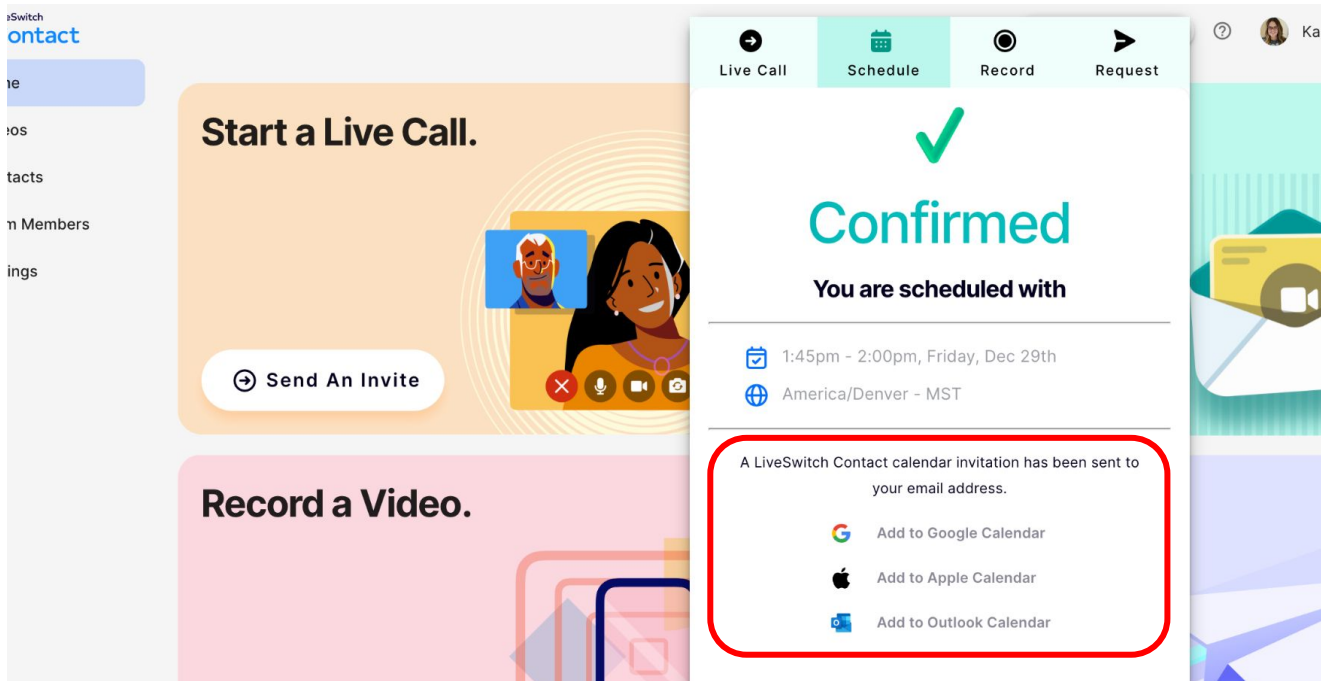 eSwitch
ontact
ne
eos
tacts
m Members
ings
Start a Live Call.
Send An Invite
Record a Video.
Live Call
Schedule
Record
Request
Confirmed
You are scheduled with
1:45pm - 2:00pm, Friday, Dec 29th
America/Denver - MST
A LiveSwitch Contact calendar invitation has been sent to
your email address.
Add to Google Calendar
Add to Apple Calendar
Add to Outlook Calendar
Ka